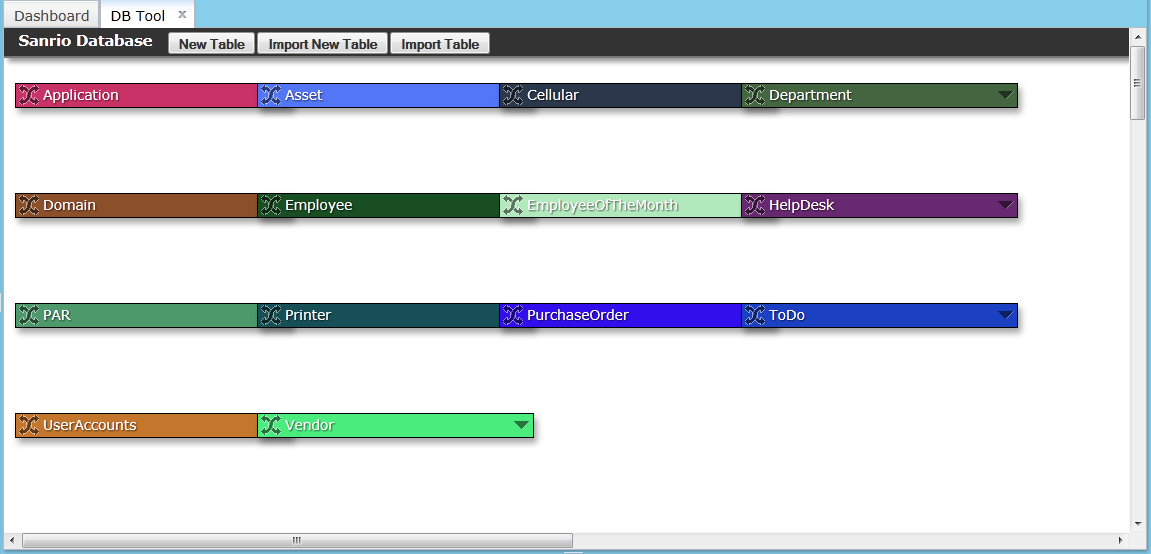 Dashboard DB Tool x
Sanrio Database New Table Import New Table Import Table
Application Asset Cellular Department
Domain Employee EmployeeOfTheMonth HelpDesk
PAR Printer PurchaseOrder ToDo
UserAccounts Vendor